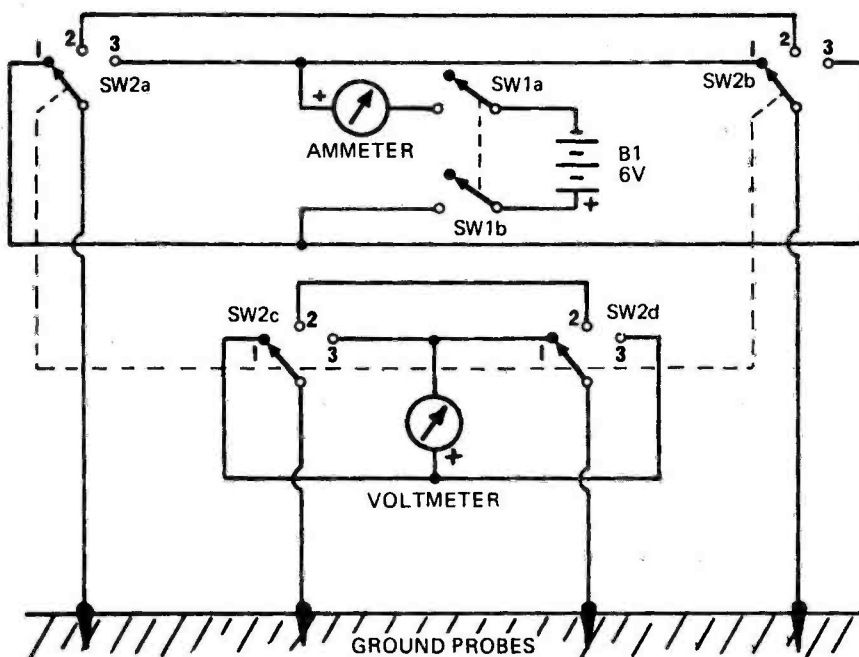 1
2
3
SW2a
+
AMMETER
SW1a
SW1b
B1
6V
+
1
2
3
SW2b
SW2c
1
2
3
SW2d
1
2
3
+
VOLTMETER
GROUND PROBES